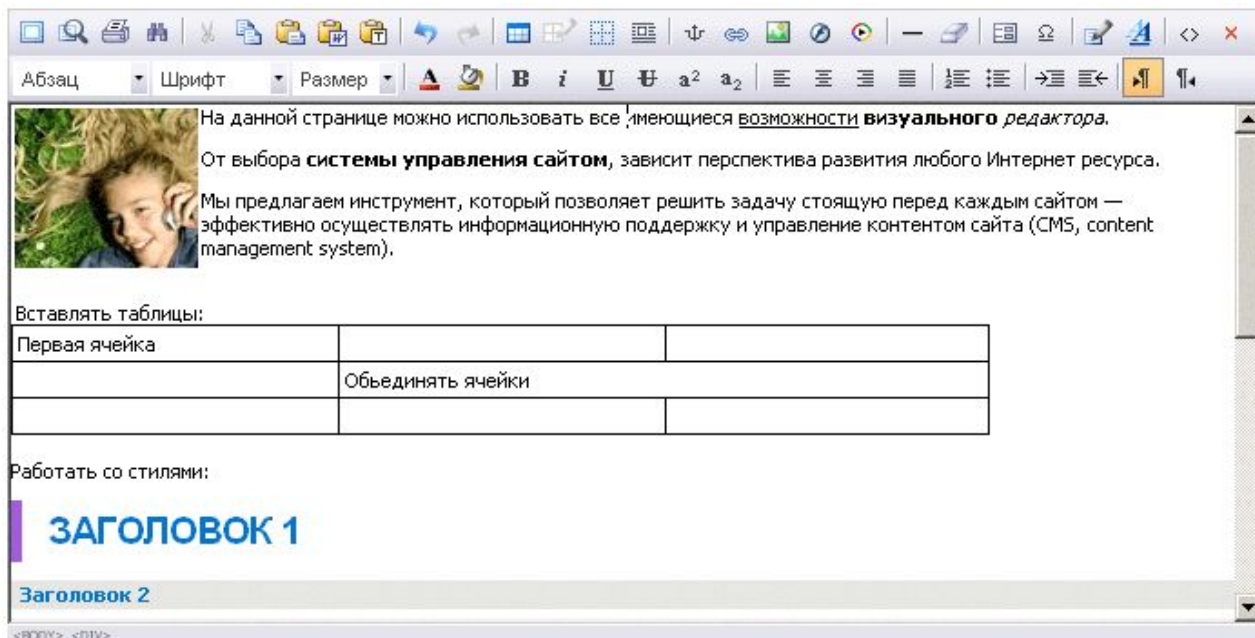 Абзац Шрифт Размер
На данной странице можно использовать все имеющиеся возможности визуального редактора.
От выбора системы управления сайтом, зависит перспектива развития любого Интернет ресурса.
Мы предлагаем инструмент, который позволяет решить задачу стоящую перед каждым сайтом —
эффективно осуществлять информационную поддержку и управление контентом сайта (CMS, content
management system).
Вставлять таблицы:
Первая ячейка
Обьединять ячейки
Работать со стилями:
ЗАГОЛОВОК 1
Заголовок 2
<BODY> <DIV>